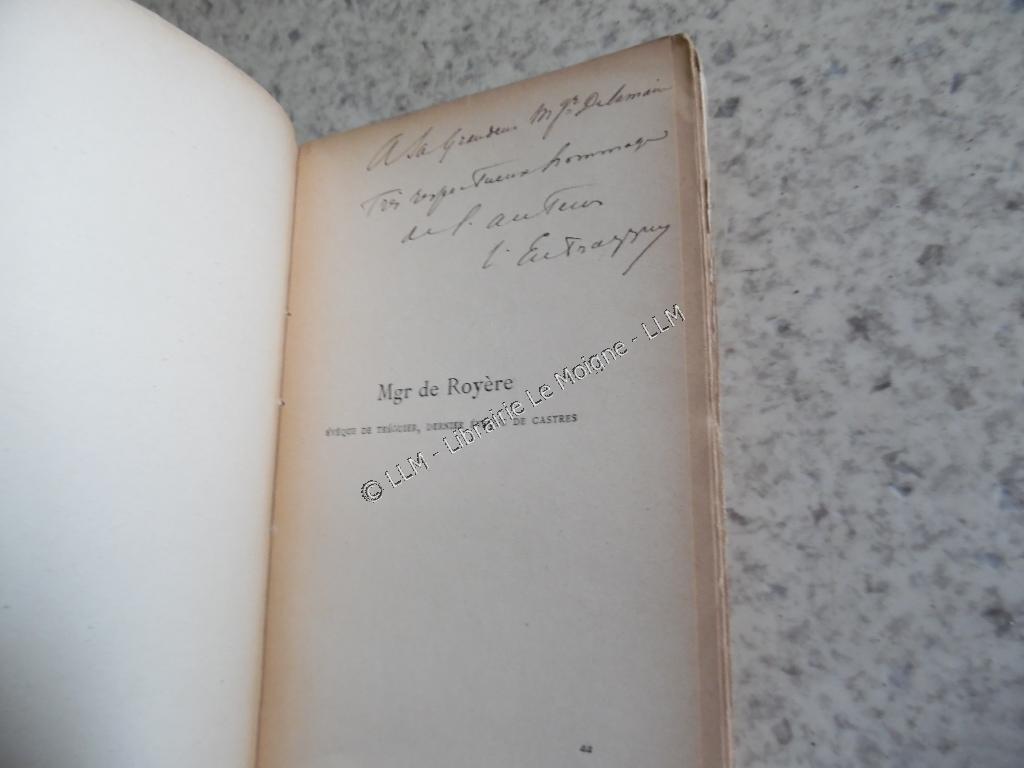 A Sa Grandeur Mgr Delamaire
Très respectueux hommage
de l'auteur
L. Entraygues
Mgr de Royère
ÉVÊQUE DE TRÉGUIER, DERNIER ÉVÊQUE DE CASTRES
© LLM - Librairie Le Moigne - LLM
42